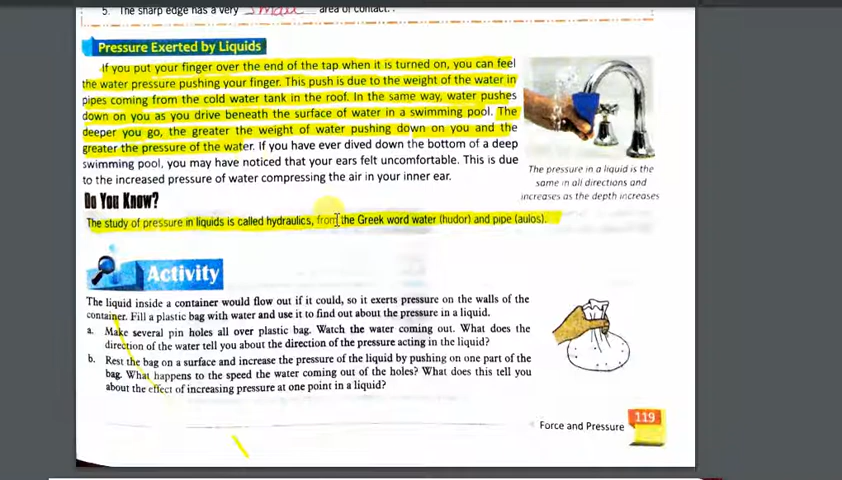 5. The sharp edge has a very small area of contact.
Pressure Exerted by Liquids
If you put your finger over the end of the tap when it is turned on, you can feel
the water pressure pushing your finger. This push is due to the weight of the water in
pipes coming from the cold water tank in the roof. In the same way, water pushes
down on you as you drive beneath the surface of water in a swimming pool. The
deeper you go, the greater the weight of water pushing down on you and the
greater the pressure of the water. If you have ever dived down the bottom of a deep
swimming pool, you may have noticed that your ears felt uncomfortable. This is due
to the increased pressure of water compressing the air in your inner ear.
The pressure in a liquid is the
same in all directions and
increases as the depth increases
Do You Know?
The study of pressure in liquids is called hydraulics, from the Greek word water (hudor) and pipe (aulos).
Activity
The liquid inside a container would flow out if it could, so it exerts pressure on the walls of the
container. Fill a plastic bag with water and use it to find out about the pressure in a liquid.
a. Make several pin holes all over plastic bag. Watch the water coming out. What does the
direction of the water tell you about the direction of the pressure acting in the liquid?
b. Rest the bag on a surface and increase the pressure of the liquid by pushing on one part of the
bag. What happens to the speed the water coming out of the holes? What does this tell you
about the effect of increasing pressure at one point in a liquid?
Force and Pressure
119